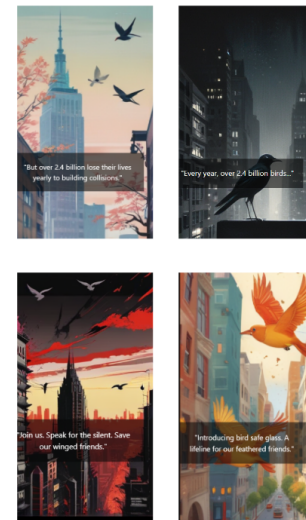 "But over 2.4 billion lose their lives
yearly to building collisions."
"Every year, over 2.4 billion birds..."
"Join us. Speak for the silent. Save
our winged friends."
"Introducing bird safe glass. A
lifeline for our feathered friends."